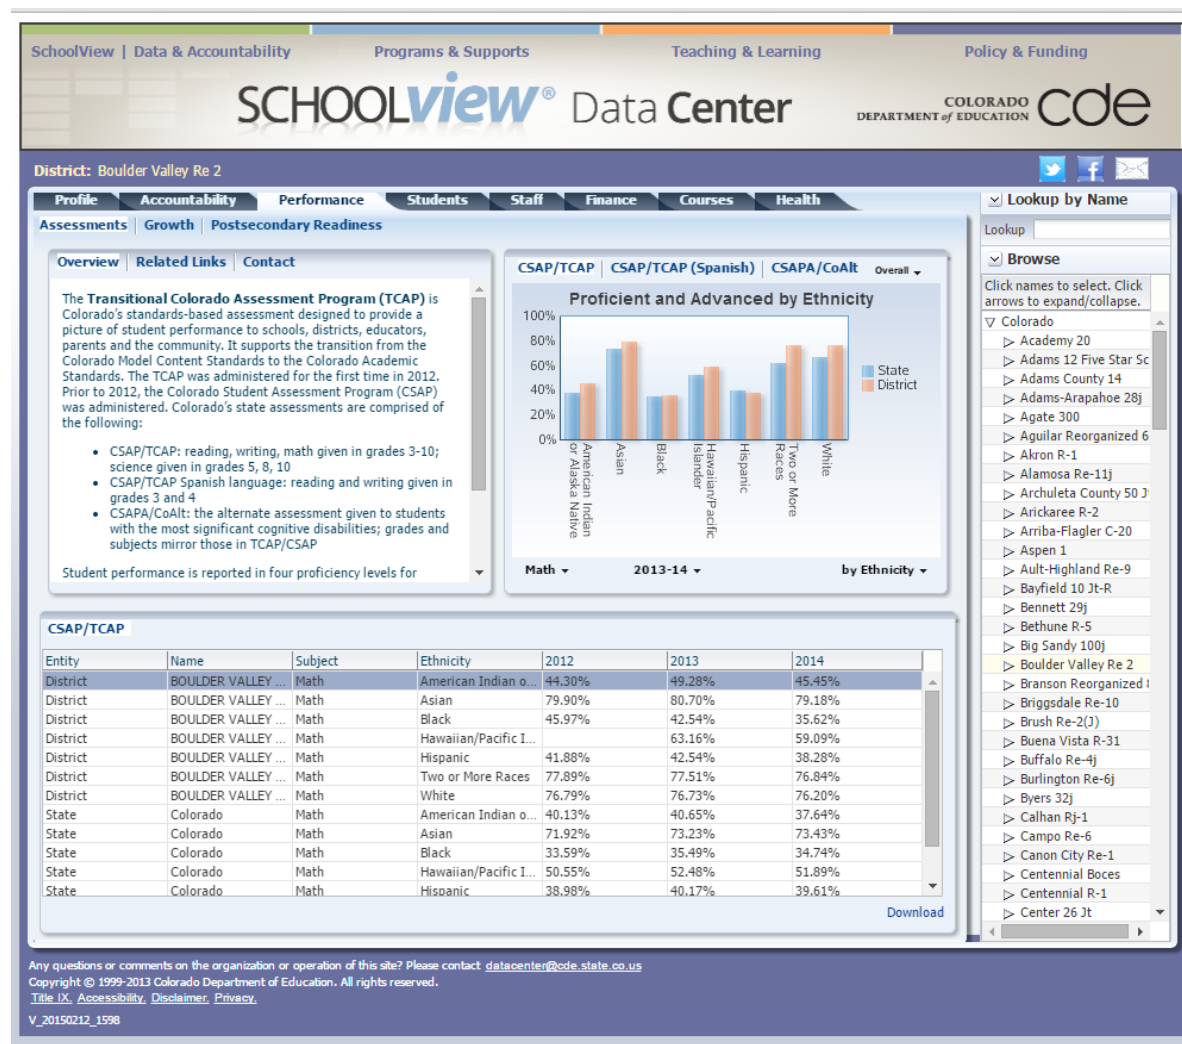 SchoolView | Data & Accountability Programs & Supports Teaching & Learning Policy & Funding
SCHOOLVIEW® Data Center
COLORADO
DEPARTMENT of EDUCATION
cde
District: Boulder Valley Re 2
Profile Accountability Performance Students Staff Finance Courses Health
Assessments | Growth | Postsecondary Readiness
Overview | Related Links | Contact
The Transitional Colorado Assessment Program (TCAP) is
Colorado's standards-based assessment designed to provide a
picture of student performance to schools, districts, educators,
parents and the community. It supports the transition from the
Colorado Model Content Standards to the Colorado Academic
Standards. The TCAP was administered for the first time in 2012.
Prior to 2012, the Colorado Student Assessment Program (CSAP)
was administered. Colorado's state assessments are comprised of
the following:
• CSAP/TCAP: reading, writing, math given in grades 3-10;
science given in grades 5, 8, 10
• CSAP/TCAP Spanish language: reading and writing given in
grades 3 and 4
• CSAPA/CoAlt: the alternate assessment given to students
with the most significant cognitive disabilities; grades and
subjects mirror those in TCAP/CSAP
Student performance is reported in four proficiency levels for
CSAP/TCAP | CSAP/TCAP (Spanish) | CSAPA/CoAlt Overall
Proficient and Advanced by Ethnicity
100%
80%
60%
40%
20%
0%
American Indian
or Alaska Native
Asian
Black
Hawaiian/Pacific
Islander
Hispanic
Two or More
Races
White
State
District
Math 2013-14 by Ethnicity
CSAP/TCAP
Entity Name Subject Ethnicity 2012 2013 2014
District BOULDER VALLEY ... Math American Indian o... 44.30% 49.28% 45.45%
District BOULDER VALLEY ... Math Asian 79.90% 80.70% 79.18%
District BOULDER VALLEY ... Math Black 45.97% 42.54% 35.62%
District BOULDER VALLEY ... Math Hawaiian/Pacific I... 63.16% 59.09%
District BOULDER VALLEY ... Math Hispanic 41.88% 42.54% 38.28%
District BOULDER VALLEY ... Math Two or More Races 77.89% 77.51% 76.84%
District BOULDER VALLEY ... Math White 76.79% 76.73% 76.20%
State Colorado Math American Indian o... 40.13% 40.65% 37.64%
State Colorado Math Asian 71.92% 73.23% 73.43%
State Colorado Math Black 33.59% 35.49% 34.74%
State Colorado Math Hawaiian/Pacific I... 50.55% 52.48% 51.89%
State Colorado Math Hispanic 38.98% 40.17% 39.61%
Download
Lookup by Name
Lookup
Browse
Click names to select. Click
arrows to expand/collapse.
Colorado
Academy 20
Adams 12 Five Star Sc
Adams County 14
Adams-Arapahoe 28j
Agate 300
Aguilar Reorganized 6
Akron R-1
Alamosa Re-11j
Archuleta County 50 J
Arickaree R-2
Arriba-Flagler C-20
Aspen 1
Ault-Highland Re-9
Bayfield 10 Jt-R
Bennett 29j
Bethune R-5
Big Sandy 100j
Boulder Valley Re 2
Branson Reorganized
Briggsdale Re-10
Brush Re-2(J)
Buena Vista R-31
Buffalo Re-4j
Burlington Re-6j
Byers 32j
Calhan Rj-1
Campo Re-6
Canon City Re-1
Centennial Boces
Centennial R-1
Center 26 Jt
Any questions or comments on the organization or operation of this site? Please contact datacenter@cde.state.co.us
Copyright © 1999-2013 Colorado Department of Education. All rights reserved.
Title IX. Accessibility. Disclaimer. Privacy.
V_20150212_1598